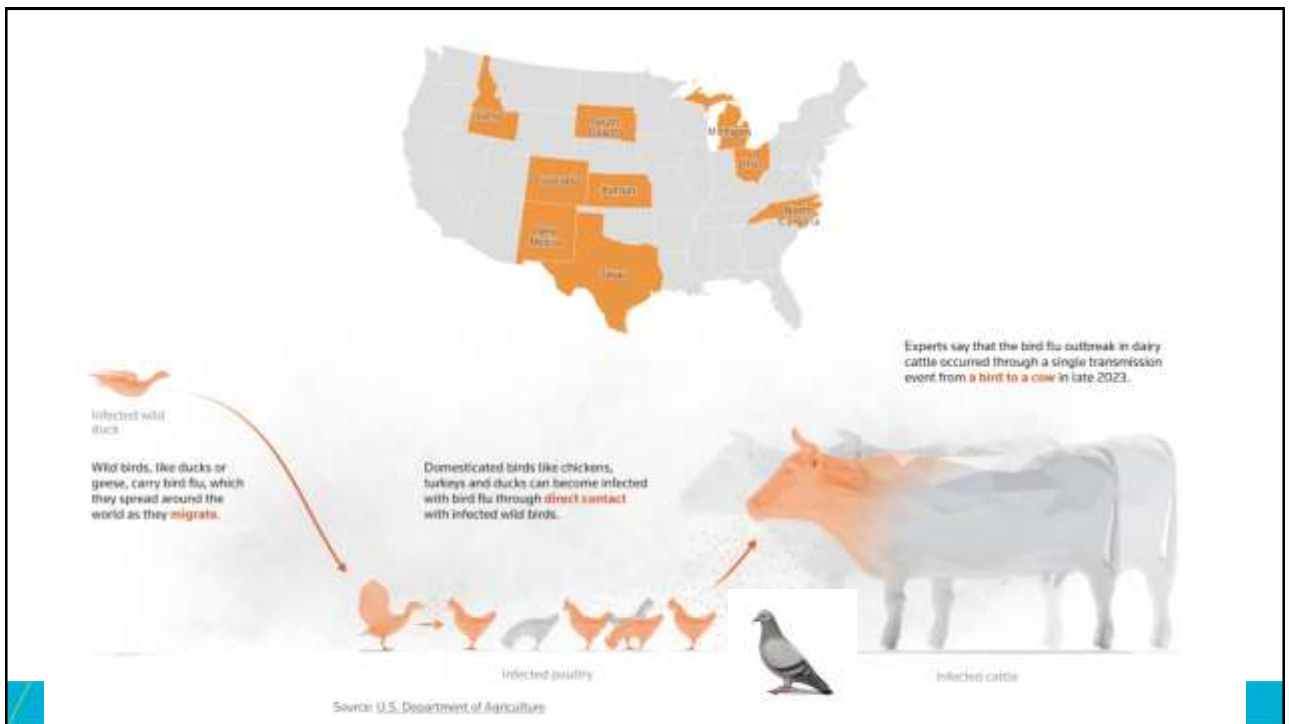 Idaho
South
Dakota
Michigan
Ohio
Colorado
Kansas
North
Carolina
New
Mexico
Texas
Experts say that the bird flu outbreak in dairy
cattle occurred through a single transmission
event from a bird to a cow in late 2023.
Infected wild
duck
Wild birds, like ducks or
geese, carry bird flu, which
they spread around the
world as they migrate.
Domesticated birds like chickens,
turkeys and ducks can become infected
with bird flu through direct contact
with infected wild birds.
Infected poultry
Infected cattle
Source: U.S. Department of Agriculture